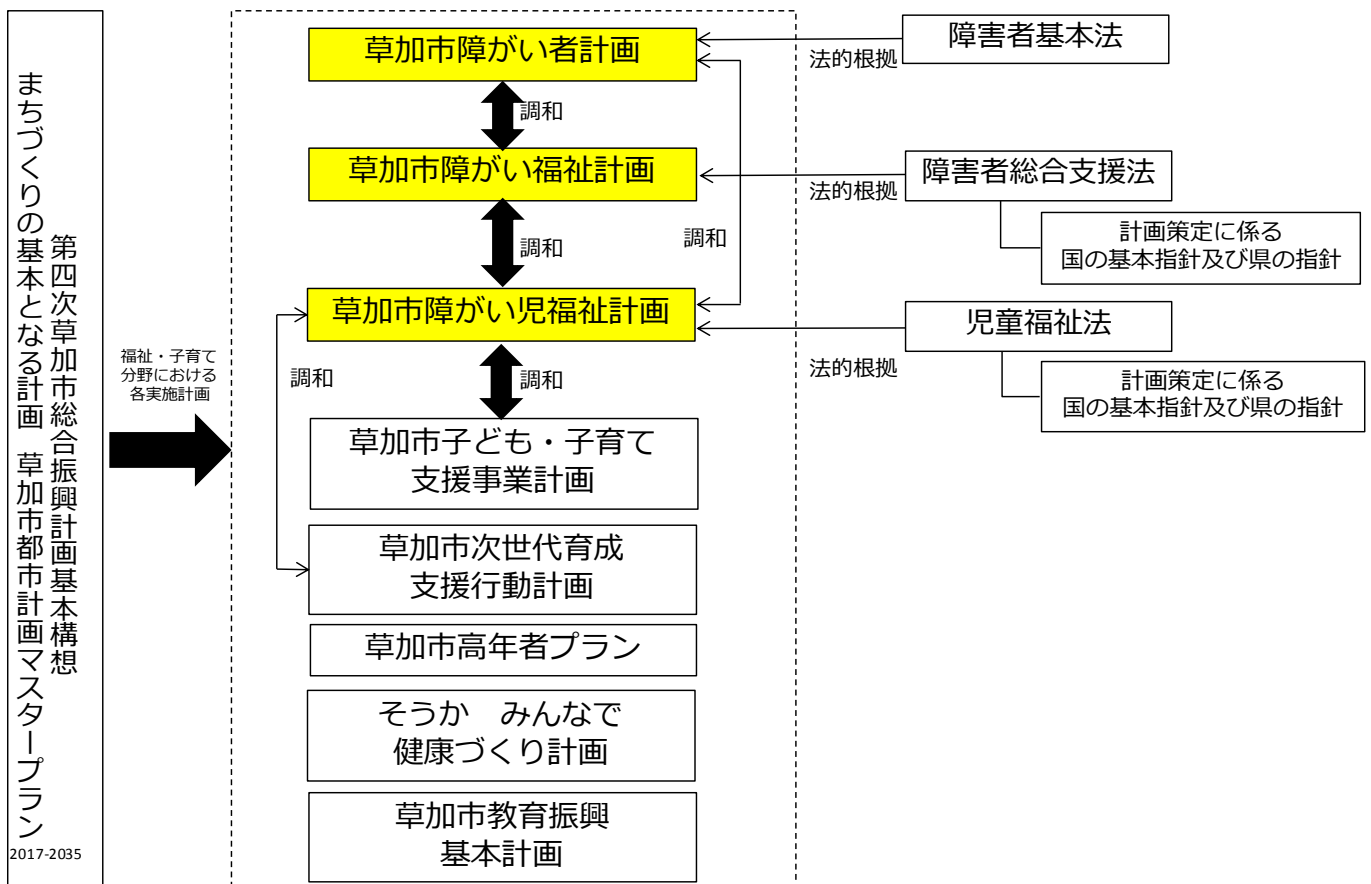 第四次草加市総合振興計画基本構想
まちづくりの基本となる計画 草加市都市計画マスタープラン
2017-2035
福祉・子育て
分野における
各実施計画
草加市障がい者計画
調和
草加市障がい福祉計画
調和
調和
草加市障がい児福祉計画
調和
調和
草加市子ども・子育て
支援事業計画
草加市次世代育成
支援行動計画
草加市高年者プラン
そうか　みんなで
健康づくり計画
草加市教育振興
基本計画
法的根拠
障害者基本法
法的根拠
障害者総合支援法
計画策定に係る
国の基本指針及び県の指針
法的根拠
児童福祉法
計画策定に係る
国の基本指針及び県の指針